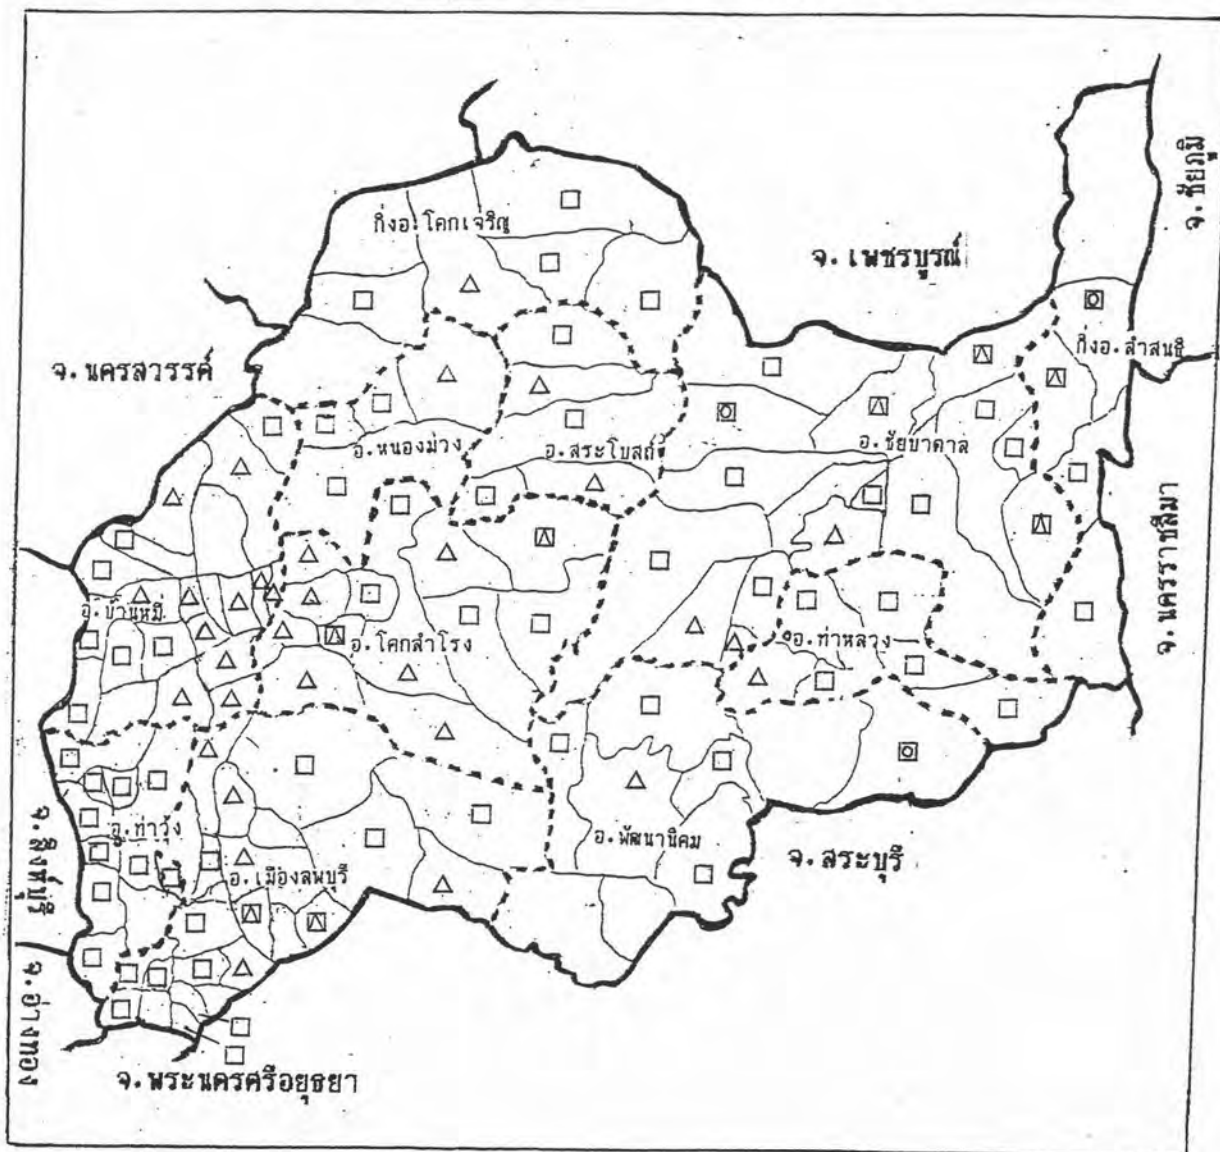 จ.ชัยภูมิ
กิ่งอ.โคกเจริญ
จ.เพชรบูรณ์
กิ่งอ.ลำสนธิ
จ.นครสวรรค์
อ.หนองม่วง
อ.สระโบสถ์
อ.ชัยบาดาล
จ.นครราชสีมา
อ.บ้านหมี่
อ.โคกสำโรง
อ.ท่าหลวง
อ.ท่าวุ้ง
อ.พัฒนานิคม
จ.สระบุรี
จ.สิงห์บุรี
อ.เมืองลพบุรี
จ.อ่างทอง
จ.พระนครศรีอยุธยา